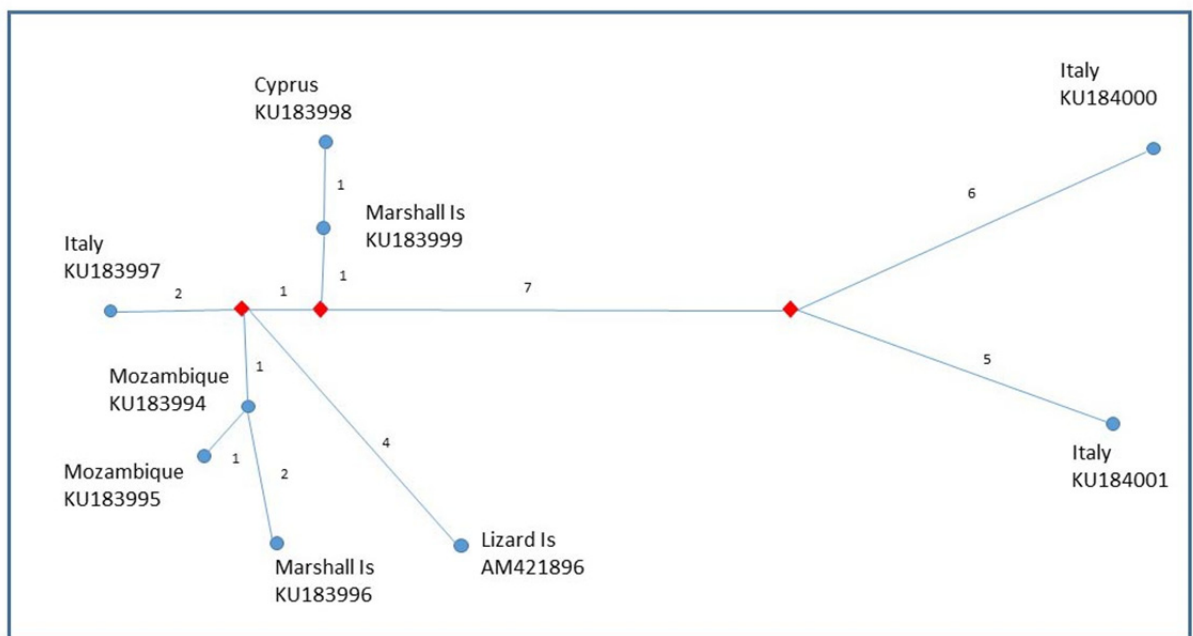 Italy
KU184000
Cyprus
KU183998
1
6
Marshall Is
KU183999
Italy
KU183997
1
2
1
7
1
5
Mozambique
KU183994
4
Italy
KU184001
Mozambique
KU183995
1
2
Lizard Is
AM421896
Marshall Is
KU183996